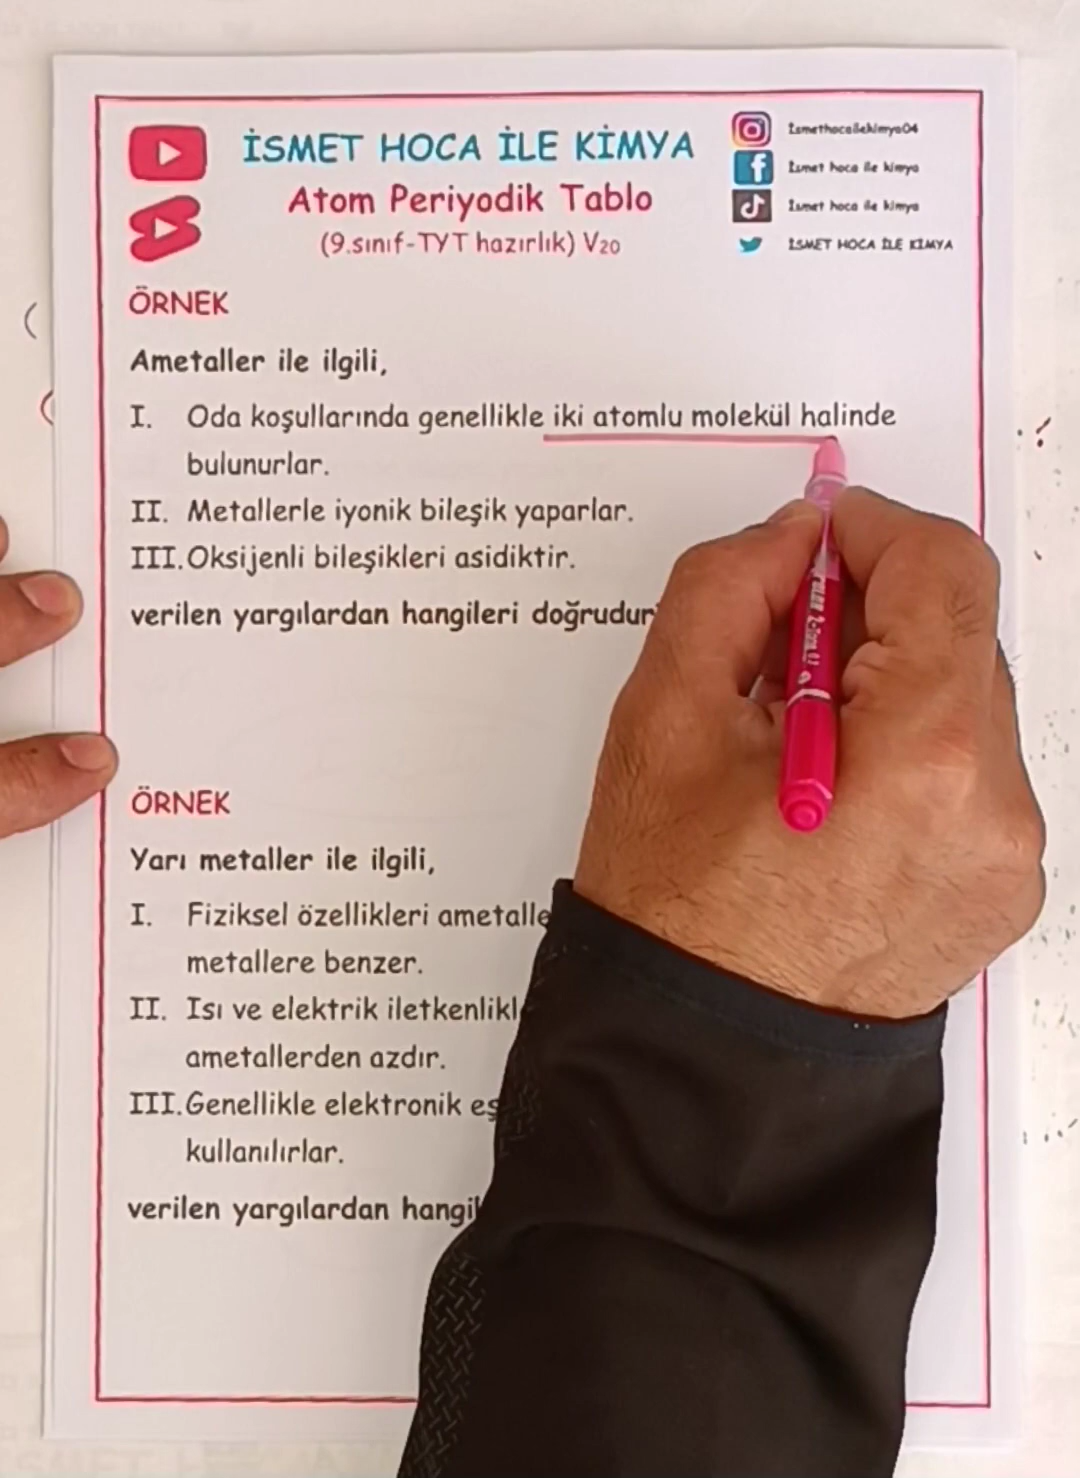 İSMET HOCA İLE KİMYA
Atom Periyodik Tablo
(9.sınıf-TYT hazırlık) V20
İsmethocailekimya04
İsmet hoca ile kimya
İsmet hoca ile kimya
İSMET HOCA İLE KİMYA
ÖRNEK
Ametaller ile ilgili,
I. Oda koşullarında genellikle iki atomlu molekül halinde
bulunurlar.
II. Metallerle iyonik bileşik yaparlar.
III. Oksijenli bileşikleri asidiktir.
verilen yargılardan hangileri doğrudur
ÖRNEK
Yarı metaller ile ilgili,
I. Fiziksel özellikleri ametalle
metallere benzer.
II. Isı ve elektrik iletkenlikl
ametallerden azdır.
III. Genellikle elektronik eş
kullanılırlar.
verilen yargılardan hangil